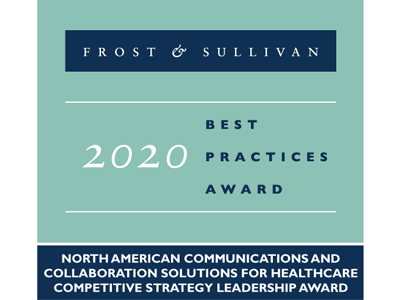 FROST & SULLIVAN
BEST
2020 PRACTICES
AWARD
NORTH AMERICAN COMMUNICATIONS AND
COLLABORATION SOLUTIONS FOR HEALTHCARE
COMPETITIVE STRATEGY LEADERSHIP AWARD